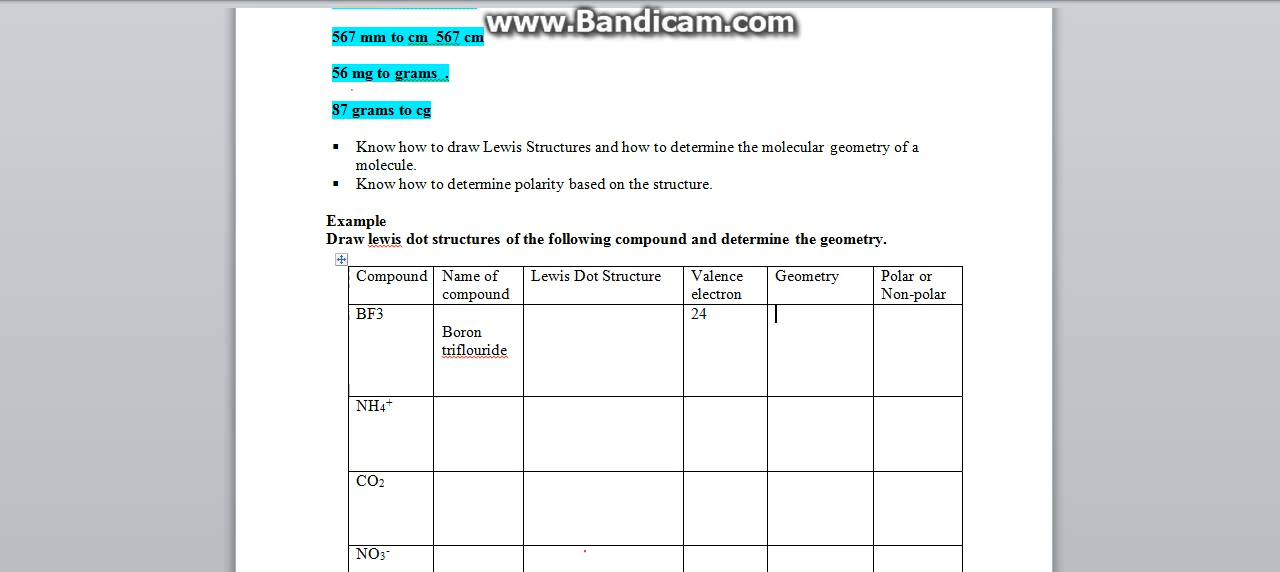 www.Bandicam.com
567 mm to cm 567 cm
56 mg to grams .
87 grams to cg
▪ Know how to draw Lewis Structures and how to determine the molecular geometry of a
molecule.
▪ Know how to determine polarity based on the structure.
Example
Draw lewis dot structures of the following compound and determine the geometry.
Compound Name of compound Lewis Dot Structure Valence electron Geometry Polar or Non-polar
BF3 Boron triflouride 24
NH₄⁺
CO₂
NO₃⁻